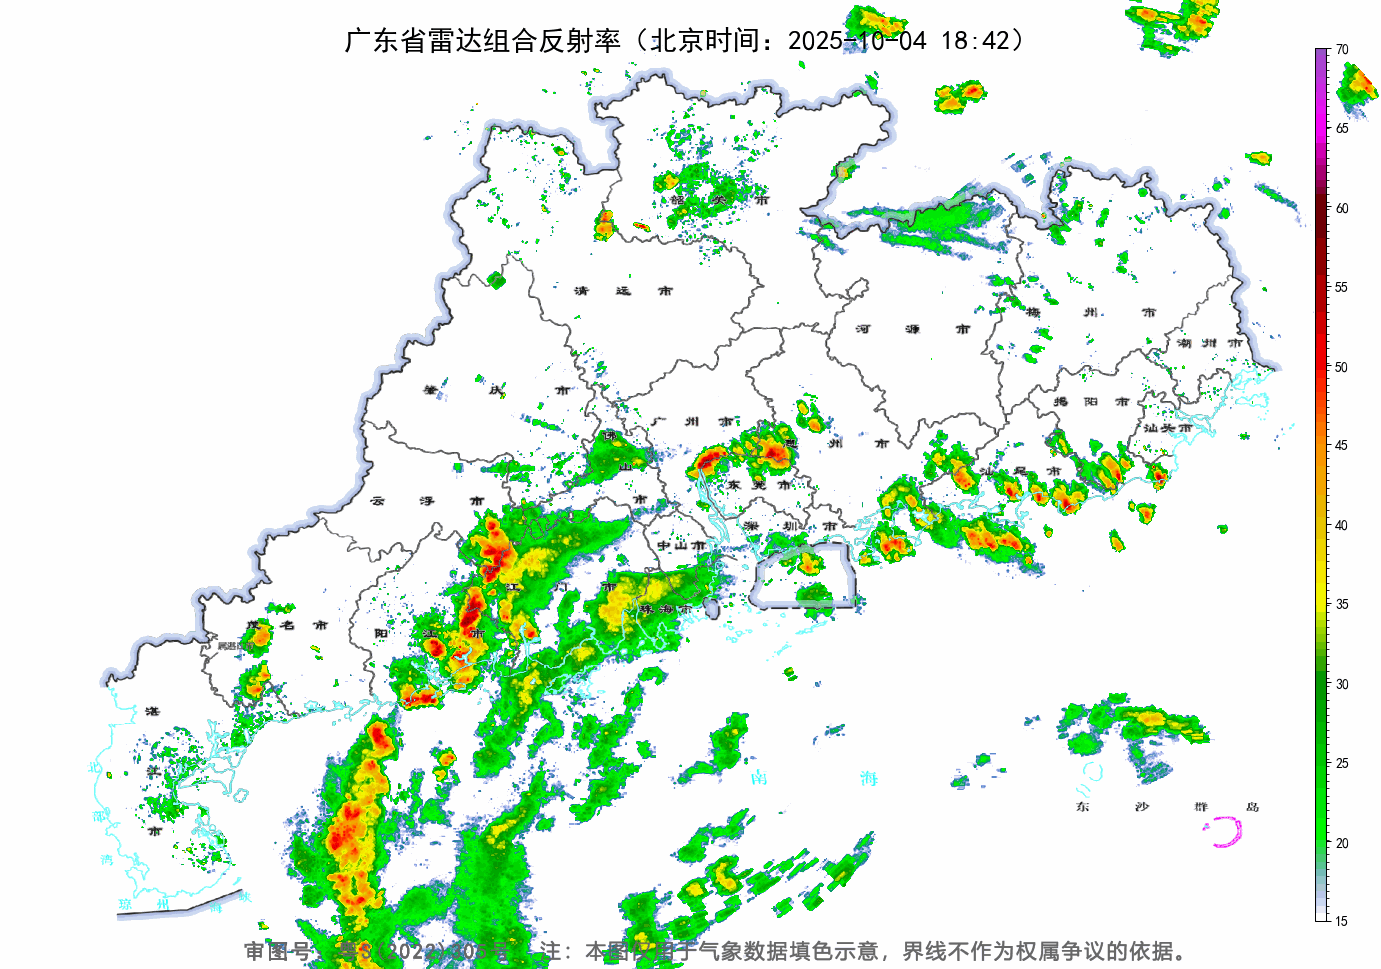 广东省雷达组合反射率（北京时间：2025-10-04 18:42）
70
65
60
55
50
45
40
35
30
25
20
15
韶关市
清远市
河源市
梅州市
潮州市
肇庆市
广州市
惠州市
揭阳市
汕头市
佛山市
云浮市
东莞市
汕尾市
深圳市
中山市
江门市
珠海市
茂名市
阳江市
湛江市
北部湾
琼州海峡
南海
东沙群岛
审图号：粤S(2022)
注：本图仅用于气象数据填色示意，界线不作为权属争议的依据。